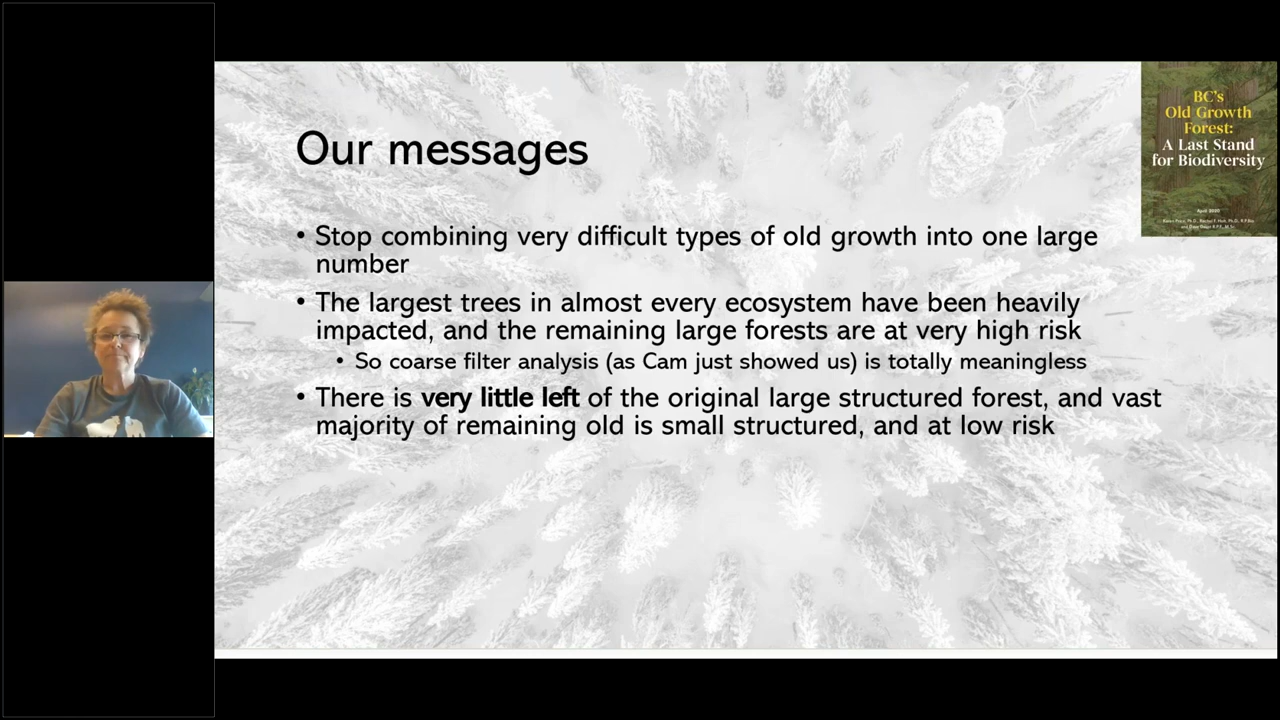 Our messages
• Stop combining very difficult types of old growth into one large
number
• The largest trees in almost every ecosystem have been heavily
impacted, and the remaining large forests are at very high risk
• So coarse filter analysis (as Cam just showed us) is totally meaningless
• There is very little left of the original large structured forest, and vast
majority of remaining old is small structured, and at low risk
BC's
Old Growth
Forest:
A Last Stand
for Biodiversity
April 2020